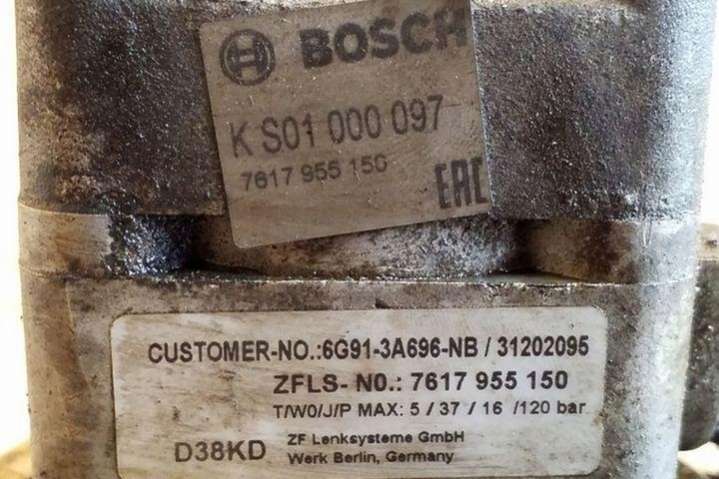 BOSCH
K S01 000 097
7617 955 150
EAC
CUSTOMER-NO.:6G91-3A696-NB / 31202095
ZFLS- N0.: 7617 955 150
T/W0/J/P MAX: 5 / 37 / 16 /120 bar
D38KD
ZF Lenksysteme GmbH
Werk Berlin, Germany